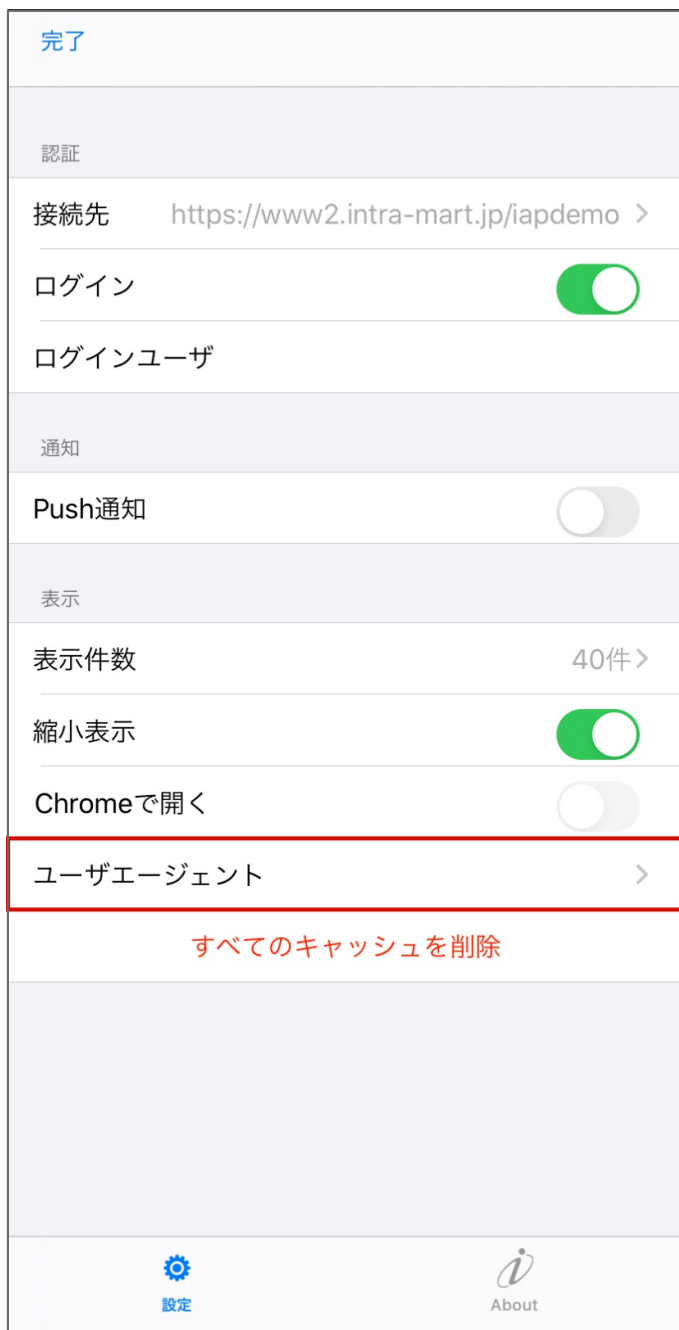 完了
認証
接続先 https://www2.intra-mart.jp/iapdemo
ログイン
ログインユーザ
通知
Push通知
表示
表示件数 40件
縮小表示
Chromeで開く
ユーザエージェント
すべてのキャッシュを削除
設定 About